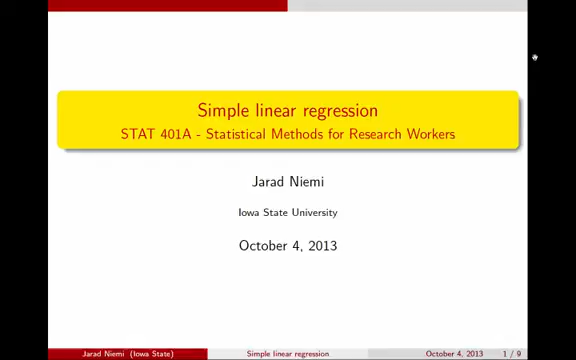 Simple linear regression
STAT 401A - Statistical Methods for Research Workers
Jarad Niemi
Iowa State University
October 4, 2013
Jarad Niemi (Iowa State) Simple linear regression October 4, 2013 1 / 9